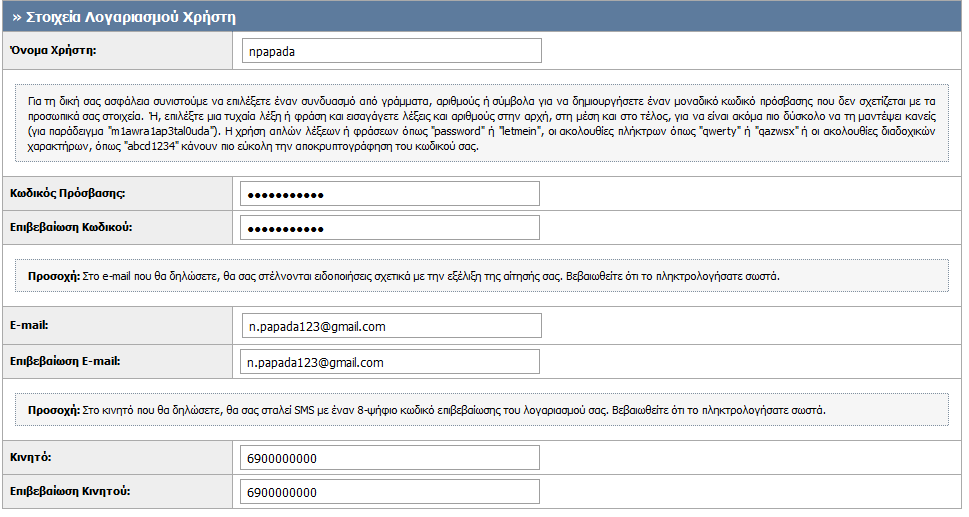 » Στοιχεία Λογαριασμού Χρήστη
Όνομα Χρήστη: npapada
Για τη δική σας ασφάλεια συνιστούμε να επιλέξετε έναν συνδυασμό από γράμματα, αριθμούς ή σύμβολα για να δημιουργήσετε έναν μοναδικό κωδικό πρόσβασης που δεν σχετίζεται με τα
προσωπικά σας στοιχεία. Ή, επιλέξτε μια τυχαία λέξη ή φράση και εισαγάγετε λέξεις και αριθμούς στην αρχή, στη μέση και στο τέλος, για να είναι ακόμα πιο δύσκολο να τη μαντέψει κανείς
(για παράδειγμα "m1awra1ap3tal0uda"). Η χρήση απλών λέξεων ή φράσεων όπως "password" ή "letmein", οι ακολουθίες πλήκτρων όπως "qwerty" ή "qazwsx" ή οι ακολουθίες διαδοχικών
χαρακτήρων, όπως "abcd1234" κάνουν πιο εύκολη την αποκρυπτογράφηση του κωδικού σας.
Κωδικός Πρόσβασης: ●●●●●●●●●●●
Επιβεβαίωση Κωδικού: ●●●●●●●●●●●
Προσοχή: Στο e-mail που θα δηλώσετε, θα σας στέλνονται ειδοποιήσεις σχετικά με την εξέλιξη της αίτησής σας. Βεβαιωθείτε ότι το πληκτρολογήσατε σωστά.
E-mail: n.papada123@gmail.com
Επιβεβαίωση E-mail: n.papada123@gmail.com
Προσοχή: Στο κινητό που θα δηλώσετε, θα σας σταλεί SMS με έναν 8-ψήφιο κωδικό επιβεβαίωσης του λογαριασμού σας. Βεβαιωθείτε ότι το πληκτρολογήσατε σωστά.
Κινητό: 6900000000
Επιβεβαίωση Κινητού: 6900000000